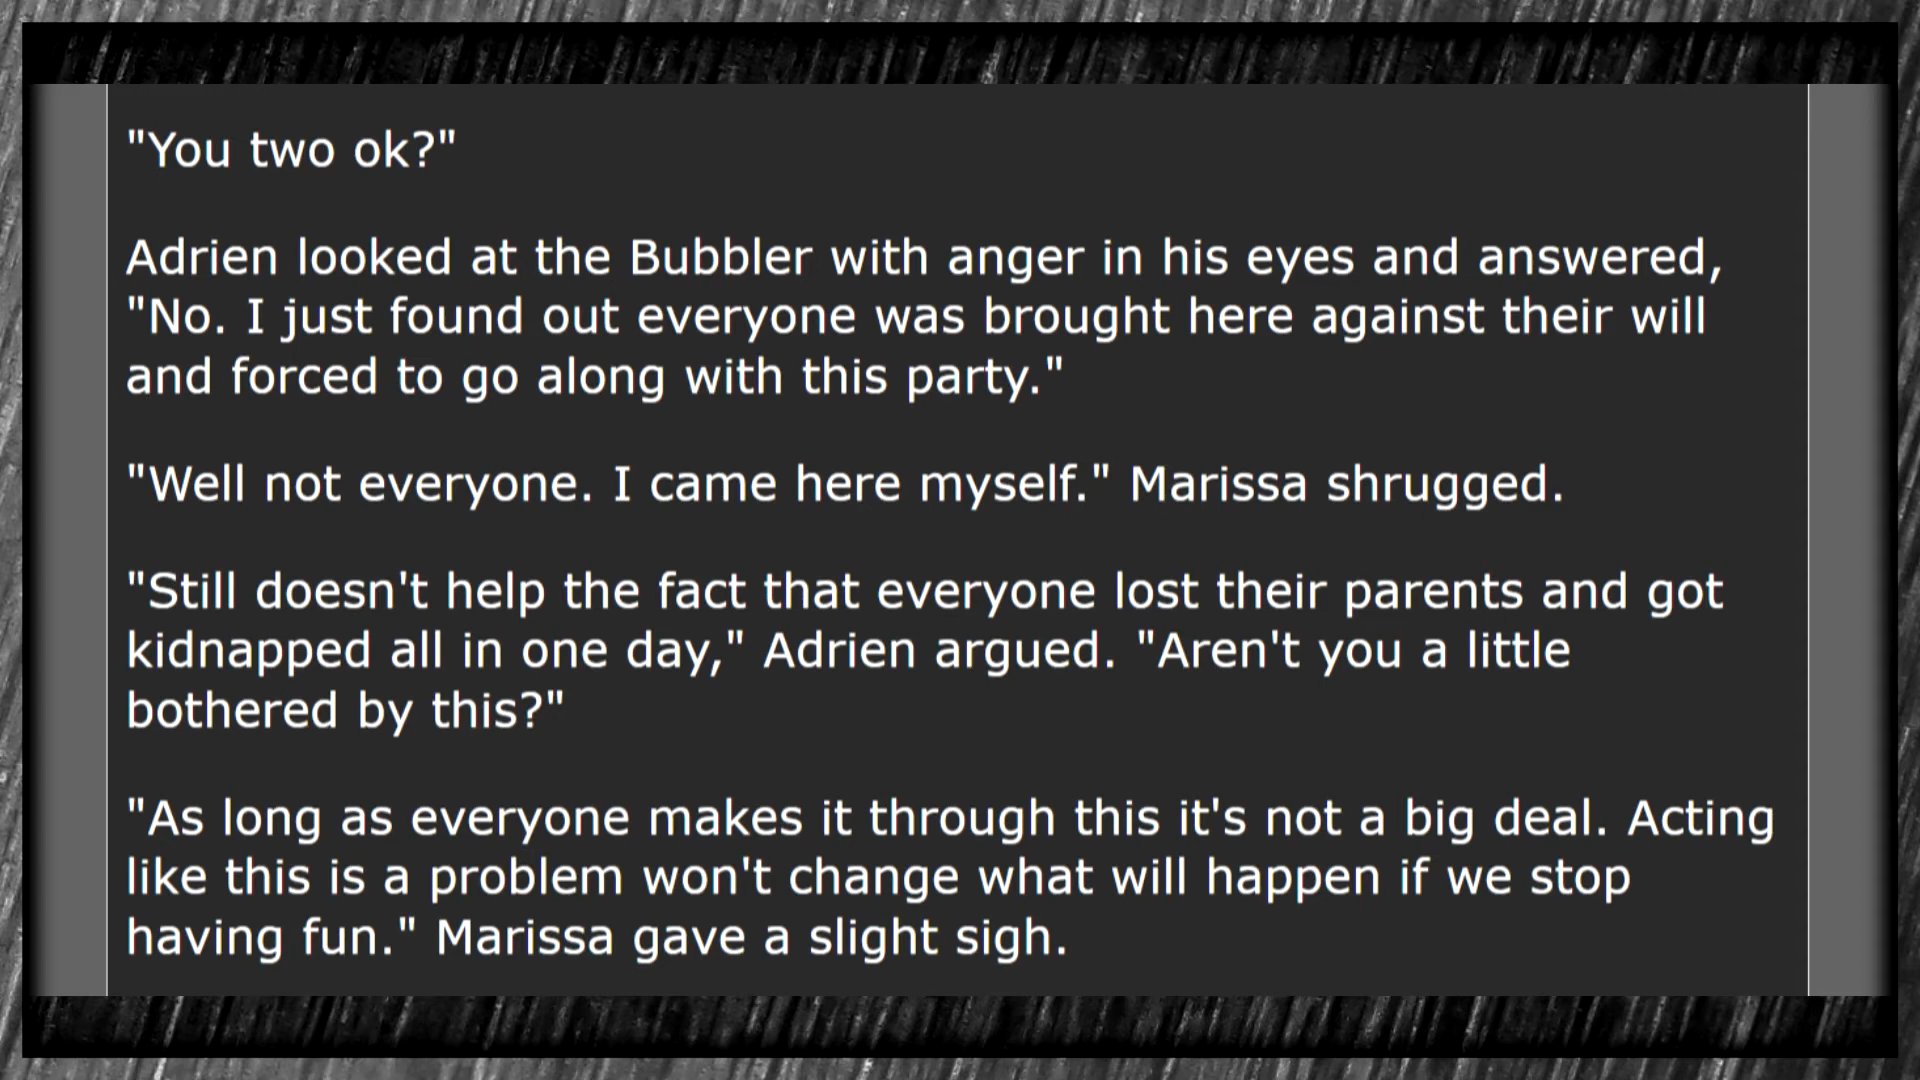 "You two ok?"
Adrien looked at the Bubbler with anger in his eyes and answered,
"No. I just found out everyone was brought here against their will
and forced to go along with this party."
"Well not everyone. I came here myself." Marissa shrugged.
"Still doesn't help the fact that everyone lost their parents and got
kidnapped all in one day," Adrien argued. "Aren't you a little
bothered by this?"
"As long as everyone makes it through this it's not a big deal. Acting
like this is a problem won't change what will happen if we stop
having fun." Marissa gave a slight sigh.